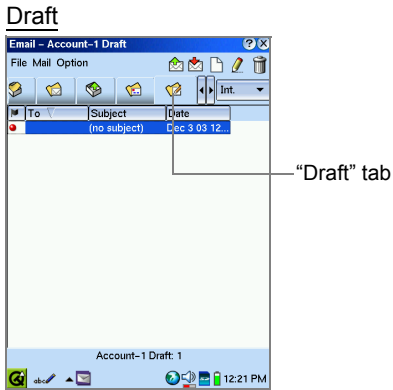 Draft
Email – Account–1 Draft
File Mail Option
Int.
To Subject Date
(no subject) Dec 3 03 12...
“Draft” tab
Account–1 Draft: 1
abc 12:21 PM